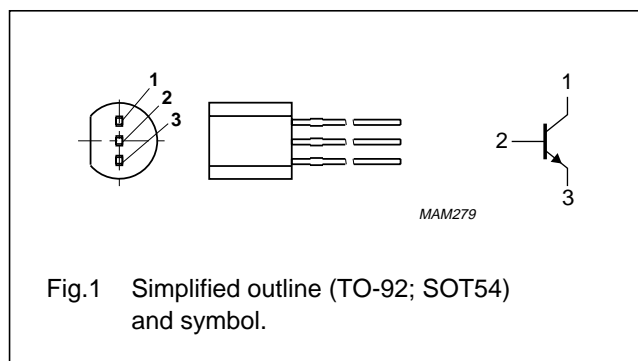 1
2
3
1
2
3
MAM279
Fig.1 Simplified outline (TO-92; SOT54)
and symbol.